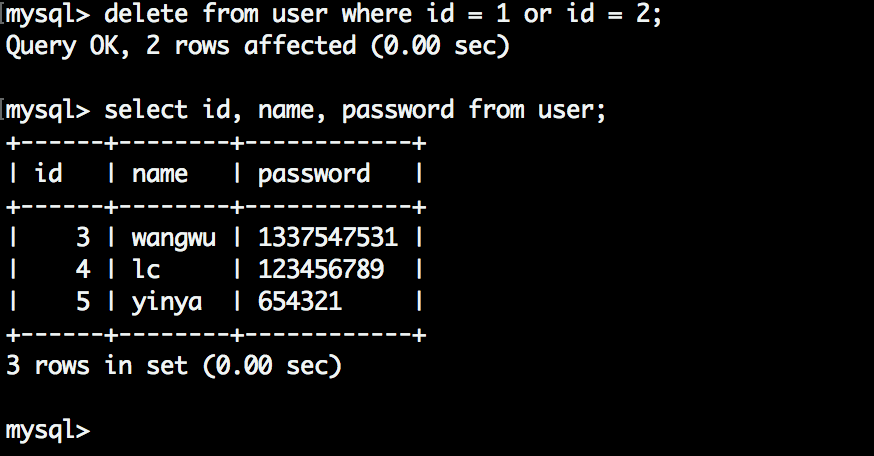 [mysql> delete from user where id = 1 or id = 2;
Query OK, 2 rows affected (0.00 sec)
[mysql> select id, name, password from user;
+------+--------+------------+
| id   | name   | password   |
+------+--------+------------+
|    3 | wangwu | 1337547531 |
|    4 | lc     | 123456789  |
|    5 | yinya  | 654321     |
+------+--------+------------+
3 rows in set (0.00 sec)
mysql>